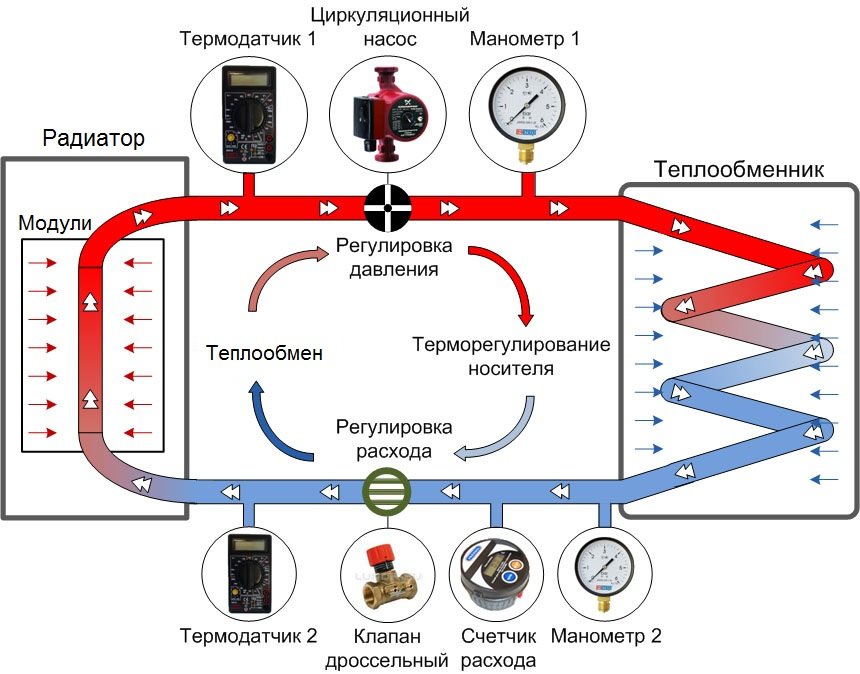 Циркуляционный
насос
Термодатчик 1
Манометр 1
Радиатор
Теплообменник
Модули
Регулировка
давления
Теплообмен
Терморегулирование
носителя
Регулировка
расхода
Термодатчик 2
Клапан
дроссельный
Счетчик
расхода
Манометр 2